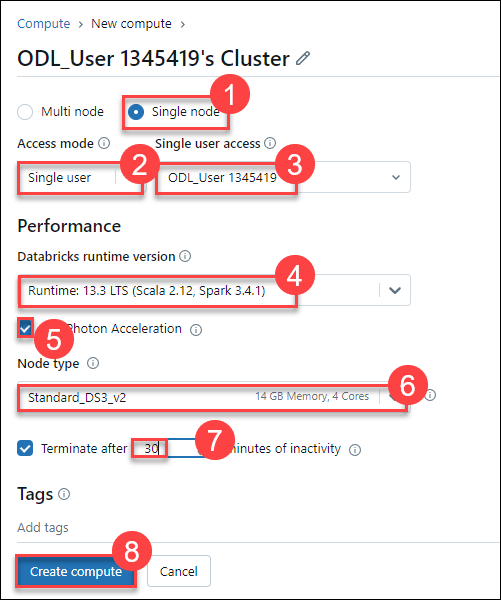 Compute > New compute >
ODL_User 1345419's Cluster
Multi node Single node 1
Access mode Single user access
Single user 2 ODL_User 1345419 3
Performance
Databricks runtime version
Runtime: 13.3 LTS (Scala 2.12, Spark 3.4.1) 4
5 Photon Acceleration
Node type
Standard_DS3_v2 14 GB Memory, 4 Cores 6
Terminate after 30 7 minutes of inactivity
Tags
Add tags
Create compute 8 Cancel